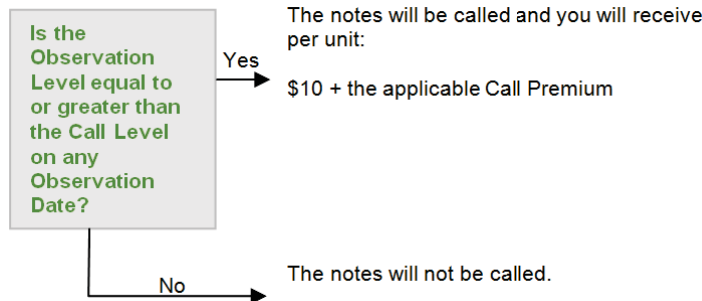 Is the
Observation
Level equal to
or greater than
the Call Level
on any
Observation
Date?
Yes
The notes will be called and you will receive
per unit:
$10 + the applicable Call Premium
No
The notes will not be called.